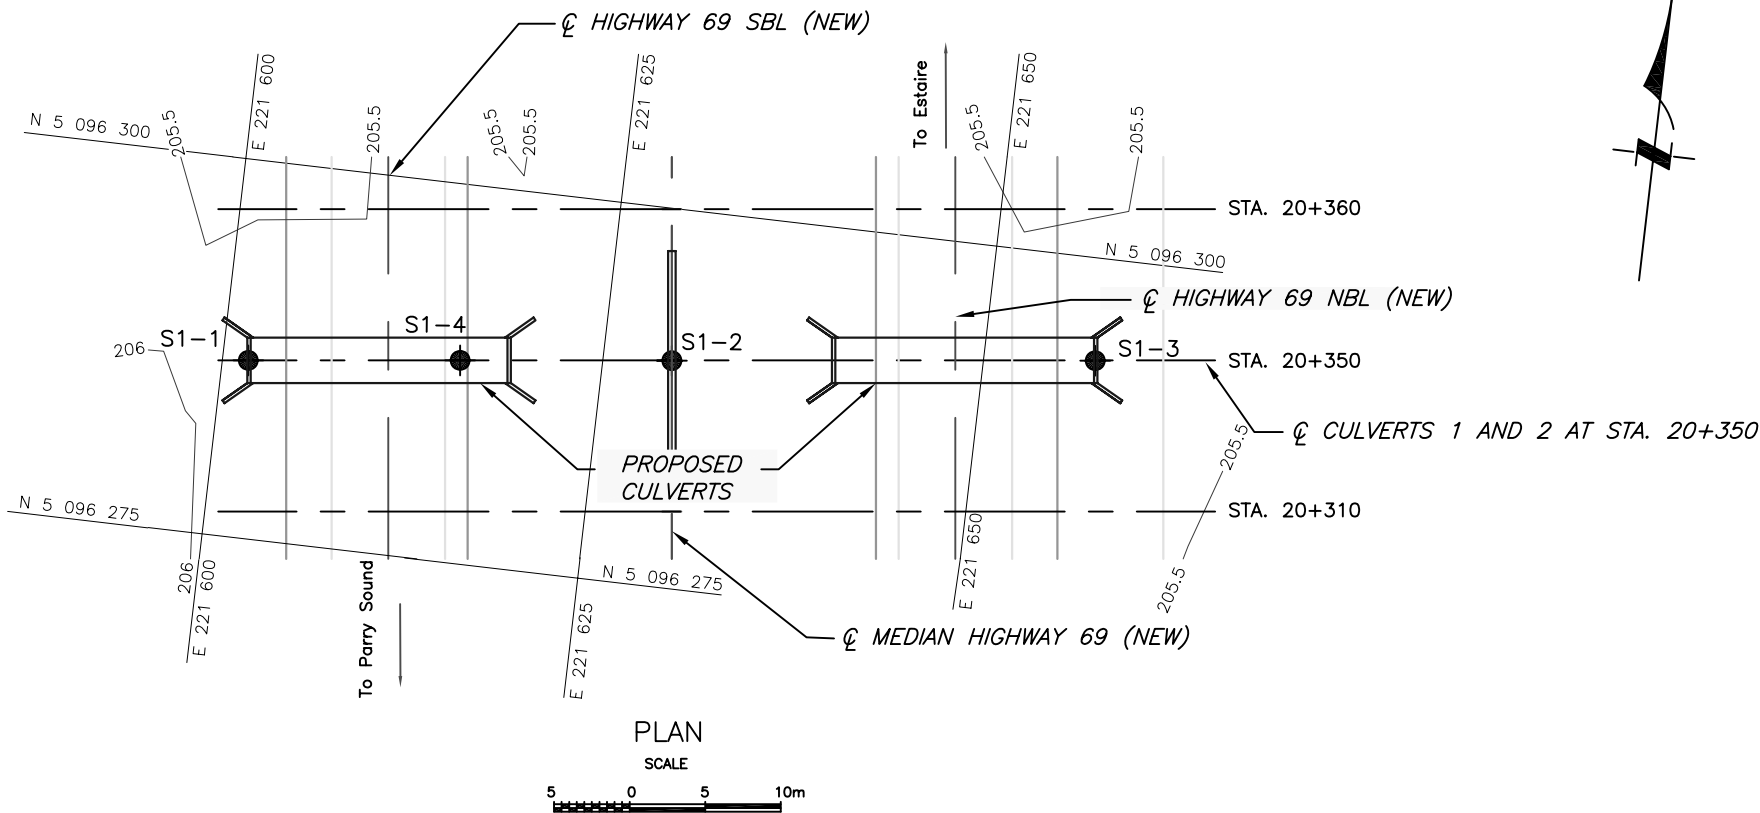 ℄ HIGHWAY 69 SBL (NEW)
E 221 600
E 221 625
To Estaire
E 221 650
N 5 096 300
205.5
205.5
205.5
205.5
205.5
205.5
STA. 20+360
N 5 096 300
℄ HIGHWAY 69 NBL (NEW)
206
S1-1
S1-4
S1-2
S1-3
STA. 20+350
℄ CULVERTS 1 AND 2 AT STA. 20+350
205.5
PROPOSED
CULVERTS
N 5 096 275
STA. 20+310
206
E 221 600
To Parry Sound
E 221 625
N 5 096 275
E 221 650
205.5
℄ MEDIAN HIGHWAY 69 (NEW)
PLAN
SCALE
5 0 5 10m